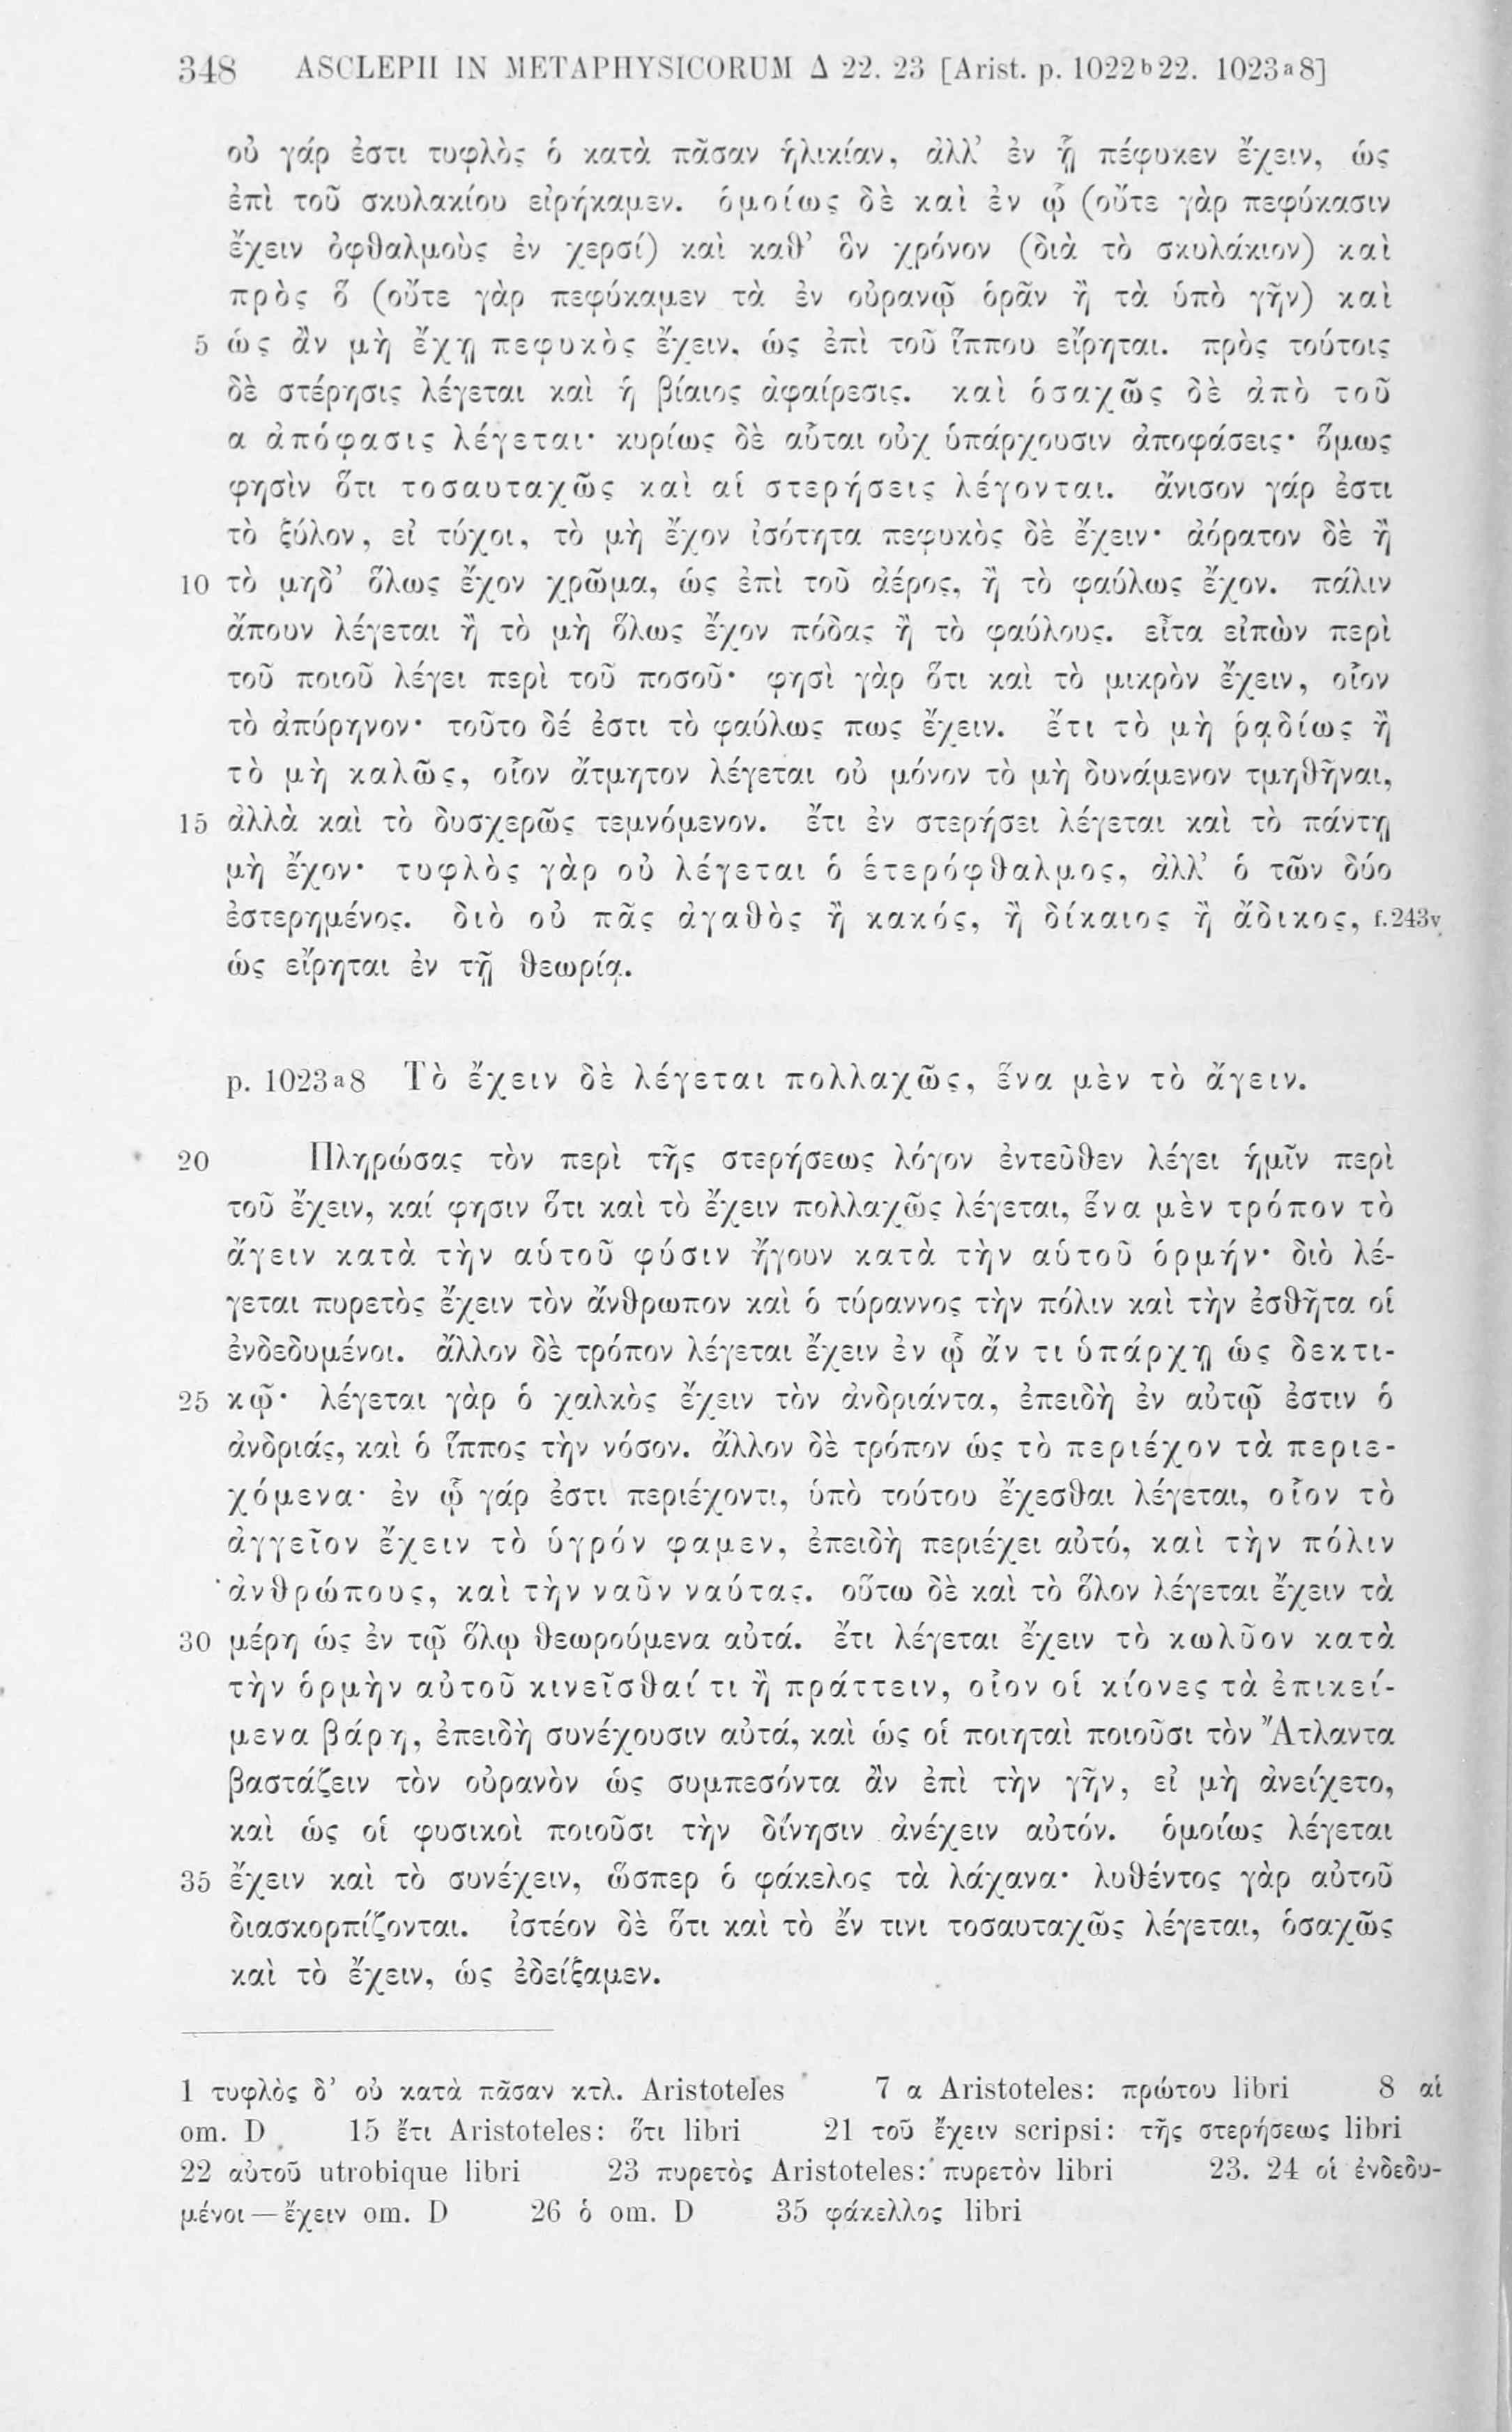 348 ASCLEPII IN METAPHYSICORUM Δ 22. 23 [Arist. p. 1022ᵇ22. 1023ᵃ8]
οὐ γάρ ἐστι τυφλὸς ὁ κατὰ πᾶσαν ἡλικίαν, ἀλλ’ ἐν ᾗ πέφυκεν ἔχειν, ὡς
ἐπὶ τοῦ σκυλακίου εἰρήκαμεν. ὁμοίως δὲ καὶ ἐν ᾧ (οὔτε γὰρ πεφύκασιν
ἔχειν ὀφθαλμοὺς ἐν χερσί) καὶ καθ’ ὃν χρόνον (διὰ τὸ σκυλάκιον) καὶ
πρὸς ὅ (οὔτε γὰρ πεφύκαμεν τὰ ἐν οὐρανῷ ὁρᾶν ἢ τὰ ὑπὸ γῆν) καὶ
5 ὡς ἂν μὴ ἔχῃ πεφυκὸς ἔχειν, ὡς ἐπὶ τοῦ ἵππου εἴρηται. πρὸς τούτοις
δὲ στέρησις λέγεται καὶ ἡ βίαιος ἀφαίρεσις. καὶ ὁσαχῶς δὲ ἀπὸ τοῦ
α ἀπόφασις λέγεται· κυρίως δὲ αὗται οὐχ ὑπάρχουσιν ἀποφάσεις· ὅμως
φησὶν ὅτι τοσαυταχῶς καὶ αἱ στερήσεις λέγονται. ἄνισον γάρ ἐστι
τὸ ξύλον, εἰ τύχοι, τὸ μὴ ἔχον ἰσότητα πεφυκὸς δὲ ἔχειν· ἀόρατον δὲ ἢ
10 τὸ μηδ’ ὅλως ἔχον χρῶμα, ὡς ἐπὶ τοῦ ἀέρος, ἢ τὸ φαύλως ἔχον. πάλιν
ἄπουν λέγεται ἢ τὸ μὴ ὅλως ἔχον πόδας ἢ τὸ φαύλους. εἶτα εἰπὼν περὶ
τοῦ ποιοῦ λέγει περὶ τοῦ ποσοῦ· φησὶ γὰρ ὅτι καὶ τὸ μικρὸν ἔχειν, οἷον
τὸ ἀπύρηνον· τοῦτο δέ ἐστι τὸ φαύλως πως ἔχειν. ἔτι τὸ μὴ ῥᾳδίως ἢ
τὸ μὴ καλῶς, οἷον ἄτμητον λέγεται οὐ μόνον τὸ μὴ δυνάμενον τμηθῆναι,
15 ἀλλὰ καὶ τὸ δυσχερῶς τεμνόμενον. ἔτι ἐν στερήσει λέγεται καὶ τὸ πάντῃ
μὴ ἔχον· τυφλὸς γὰρ οὐ λέγεται ὁ ἑτερόφθαλμος, ἀλλ’ ὁ τῶν δύο
ἐστερημένος. διὸ οὐ πᾶς ἀγαθὸς ἢ κακός, ἢ δίκαιος ἢ ἄδικος, f. 243v
ὡς εἴρηται ἐν τῇ θεωρίᾳ.
p. 1023ᵃ8 Τὸ ἔχειν δὲ λέγεται πολλαχῶς, ἕνα μὲν τὸ ἄγειν.
20 Πληρώσας τὸν περὶ τῆς στερήσεως λόγον ἐντεῦθεν λέγει ἡμῖν περὶ
τοῦ ἔχειν, καί φησιν ὅτι καὶ τὸ ἔχειν πολλαχῶς λέγεται, ἕνα μὲν τρόπον τὸ
ἄγειν κατὰ τὴν αὑτοῦ φύσιν ἤγουν κατὰ τὴν αὑτοῦ ὁρμήν· διὸ λέ-
γεται πυρετὸς ἔχειν τὸν ἄνθρωπον καὶ ὁ τύραννος τὴν πόλιν καὶ τὴν ἐσθῆτα οἱ
ἐνδεδυμένοι. ἄλλον δὲ τρόπον λέγεται ἔχειν ἐν ᾧ ἄν τι ὑπάρχῃ ὡς δεκτι-
25 κῷ· λέγεται γὰρ ὁ χαλκὸς ἔχειν τὸν ἀνδριάντα, ἐπειδὴ ἐν αὐτῷ ἐστιν ὁ
ἀνδριάς, καὶ ὁ ἵππος τὴν νόσον. ἄλλον δὲ τρόπον ὡς τὸ περιέχον τὰ περιε-
χόμενα· ἐν ᾧ γάρ ἐστι περιέχοντι, ὑπὸ τούτου ἔχεσθαι λέγεται, οἷον τὸ
ἀγγεῖον ἔχειν τὸ ὑγρόν φαμεν, ἐπειδὴ περιέχει αὐτό, καὶ τὴν πόλιν
ἀνθρώπους, καὶ τὴν ναῦν ναύτας. οὕτω δὲ καὶ τὸ ὅλον λέγεται ἔχειν τὰ
30 μέρη ὡς ἐν τῷ ὅλῳ θεωρούμενα αὐτά. ἔτι λέγεται ἔχειν τὸ κωλῦον κατὰ
τὴν ὁρμὴν αὐτοῦ κινεῖσθαί τι ἢ πράττειν, οἷον οἱ κίονες τὰ ἐπικεί-
μενα βάρη, ἐπειδὴ συνέχουσιν αὐτά, καὶ ὡς οἱ ποιηταὶ ποιοῦσι τὸν Ἄτλαντα
βαστάζειν τὸν οὐρανὸν ὡς συμπεσόντα ἂν ἐπὶ τὴν γῆν, εἰ μὴ ἀνείχετο,
καὶ ὡς οἱ φυσικοὶ ποιοῦσι τὴν δίνησιν ἀνέχειν αὐτόν. ὁμοίως λέγεται
35 ἔχειν καὶ τὸ συνέχειν, ὥσπερ ὁ φάκελος τὰ λάχανα· λυθέντος γὰρ αὐτοῦ
διασκορπίζονται. ἰστέον δὲ ὅτι καὶ τὸ ἔν τινι τοσαυταχῶς λέγεται, ὁσαχῶς
καὶ τὸ ἔχειν, ὡς ἐδείξαμεν.
1 τυφλὸς δ’ οὐ κατὰ πᾶσαν κτλ. Aristoteles 7 α Aristoteles: πρώτου libri 8 αἱ
om. D 15 ἔτι Aristoteles: ὅτι libri 21 τοῦ ἔχειν scripsi: τῆς στερήσεως libri
22 αὐτοῦ utrobique libri 23 πυρετὸς Aristoteles: πυρετὸν libri 23. 24 οἱ ἐνδεδυ-
μένοι — ἔχειν om. D 26 ὁ om. D 35 φάκελλος libri